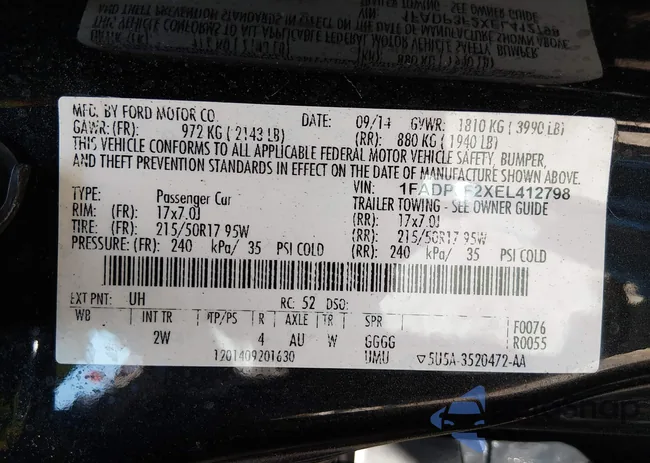 MFD. BY FORD MOTOR CO.
DATE: 09/14 GVWR: 1810 KG ( 3990 LB)
GAWR: (FR): 972 KG ( 2143 LB) (RR): 880 KG ( 1940 LB)
THIS VEHICLE CONFORMS TO ALL APPLICABLE FEDERAL MOTOR VEHICLE SAFETY, BUMPER,
AND THEFT PREVENTION STANDARDS IN EFFECT ON THE DATE OF MANUFACTURE SHOWN ABOVE.
VIN: 1FADP F2XEL412798
TYPE: Passenger Car TRAILER TOWING - SEE OWNER GUIDE
RIM: (FR): 17x7.0J (RR): 17x7.0J
TIRE: (FR): 215/50R17 95W (RR): 215/50R17 95W
PRESSURE: (FR): 240 kPa/ 35 PSI COLD (RR): 240 kPa/ 35 PSI COLD
EXT PNT: UH RC: 52 DSO:
WB INT TR TP/PS R AXLE TR SPR F0076
2W 4 AU W GGGG R0055
1201409201630 UMU ▽5U5A-3520472-AA